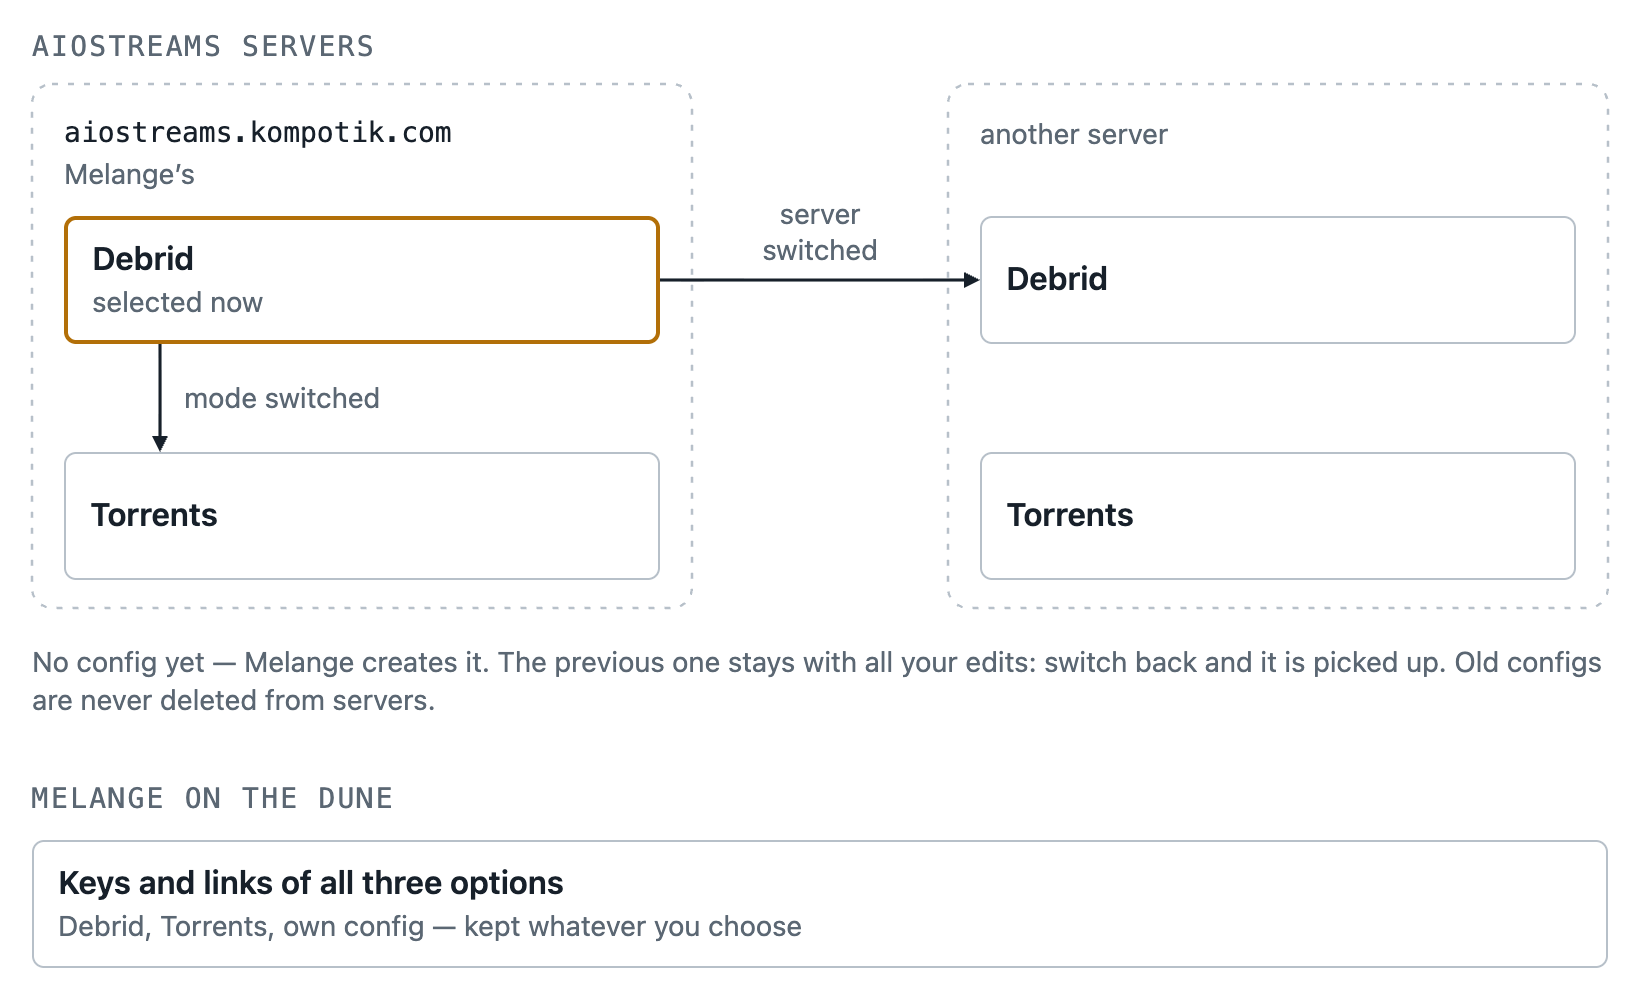 AIOSTREAMS SERVERS
aiostreams.kompotik.com
Melange’s
Debrid
selected now
server
switched
mode switched
Torrents
another server
Debrid
Torrents
No config yet — Melange creates it. The previous one stays with all your edits: switch back and it is picked up. Old configs
are never deleted from servers.
MELANGE ON THE DUNE
Keys and links of all three options
Debrid, Torrents, own config — kept whatever you choose